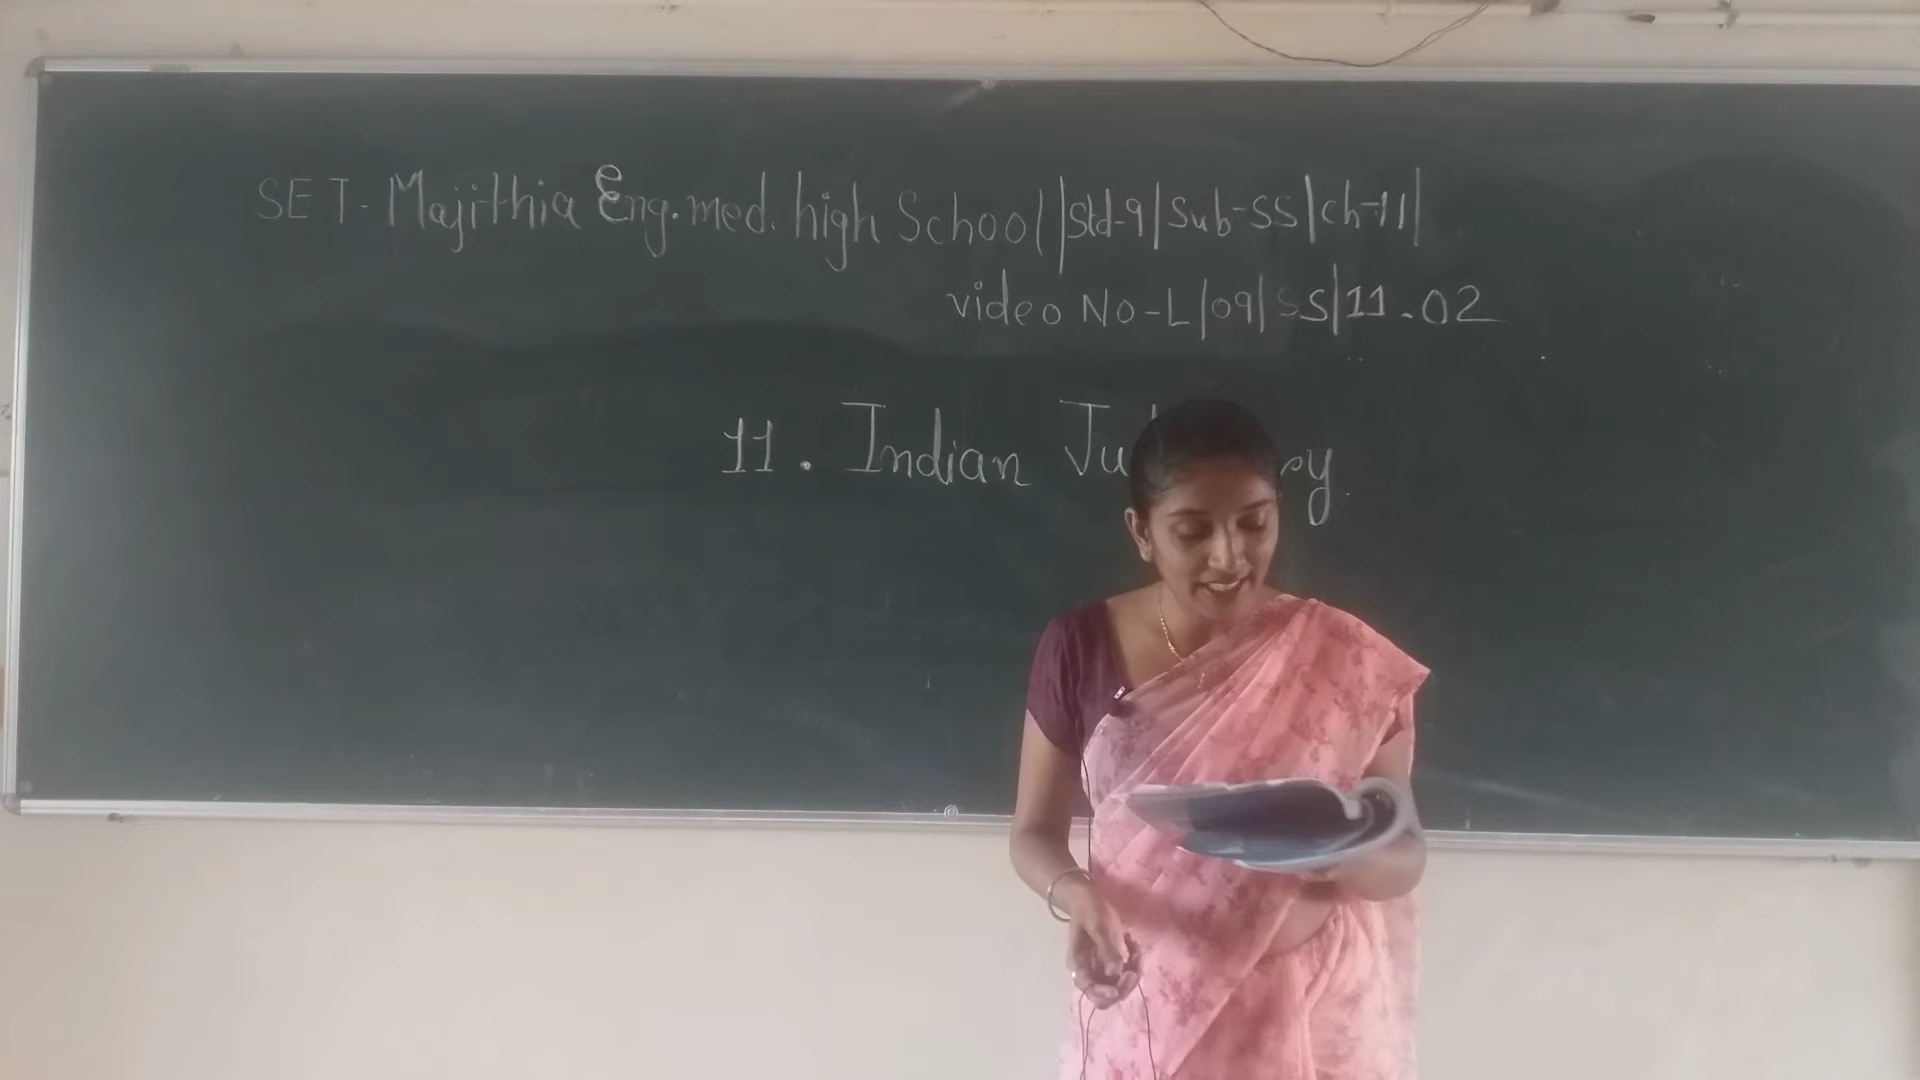 SET-Majithia Eng.med. high School||Std-9|Sub-SS|ch-11|
video No-L|09|SS|11.02
11. Indian